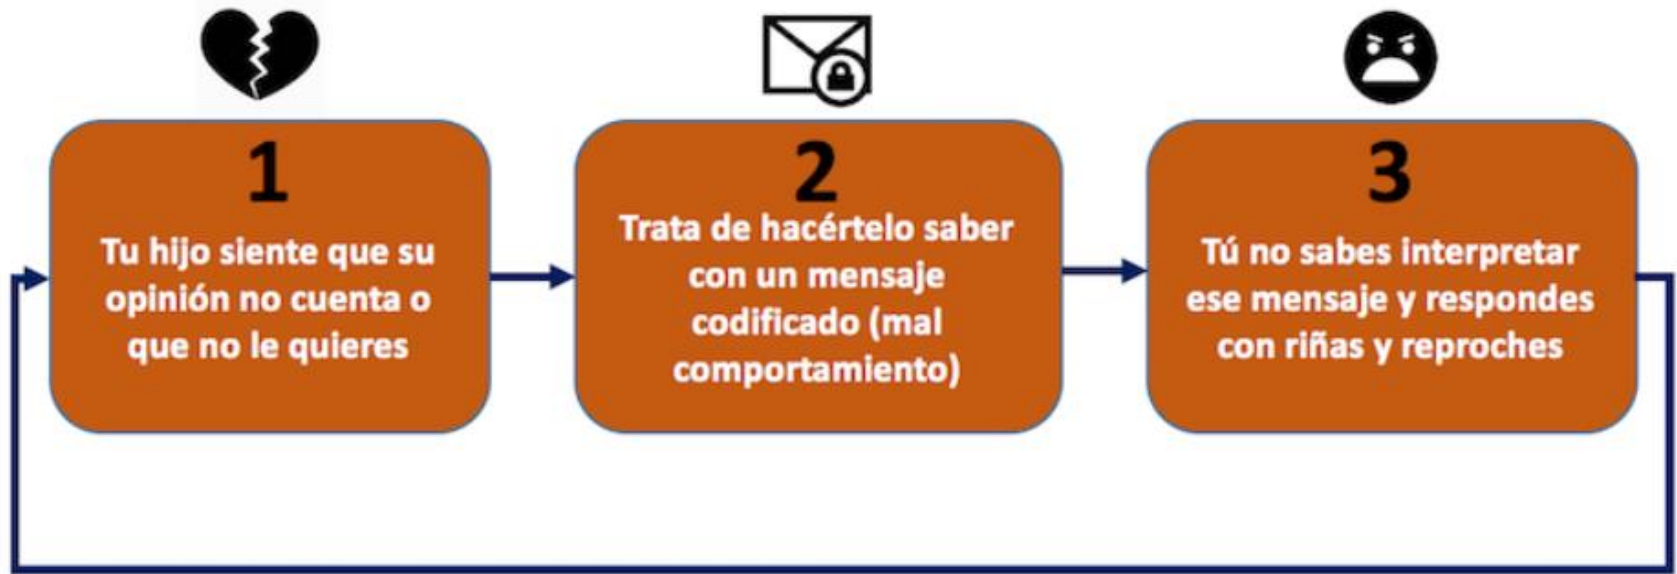 1
Tu hijo siente que su
opinión no cuenta o
que no le quieres
2
Trata de hacértelo saber
con un mensaje
codificado (mal
comportamiento)
3
Tú no sabes interpretar
ese mensaje y respondes
con riñas y reproches